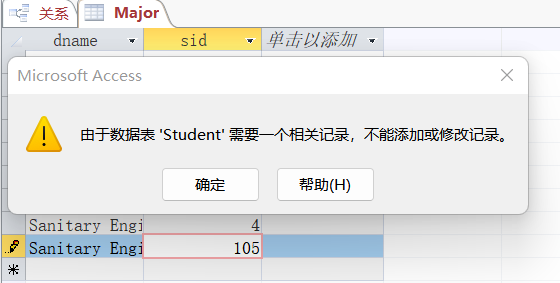 关系
Major
dname
sid
单击以添加
Microsoft Access
由于数据表 'Student' 需要一个相关记录，不能添加或修改记录。
确定
帮助(H)
Sanitary Engi 4
Sanitary Engi 105